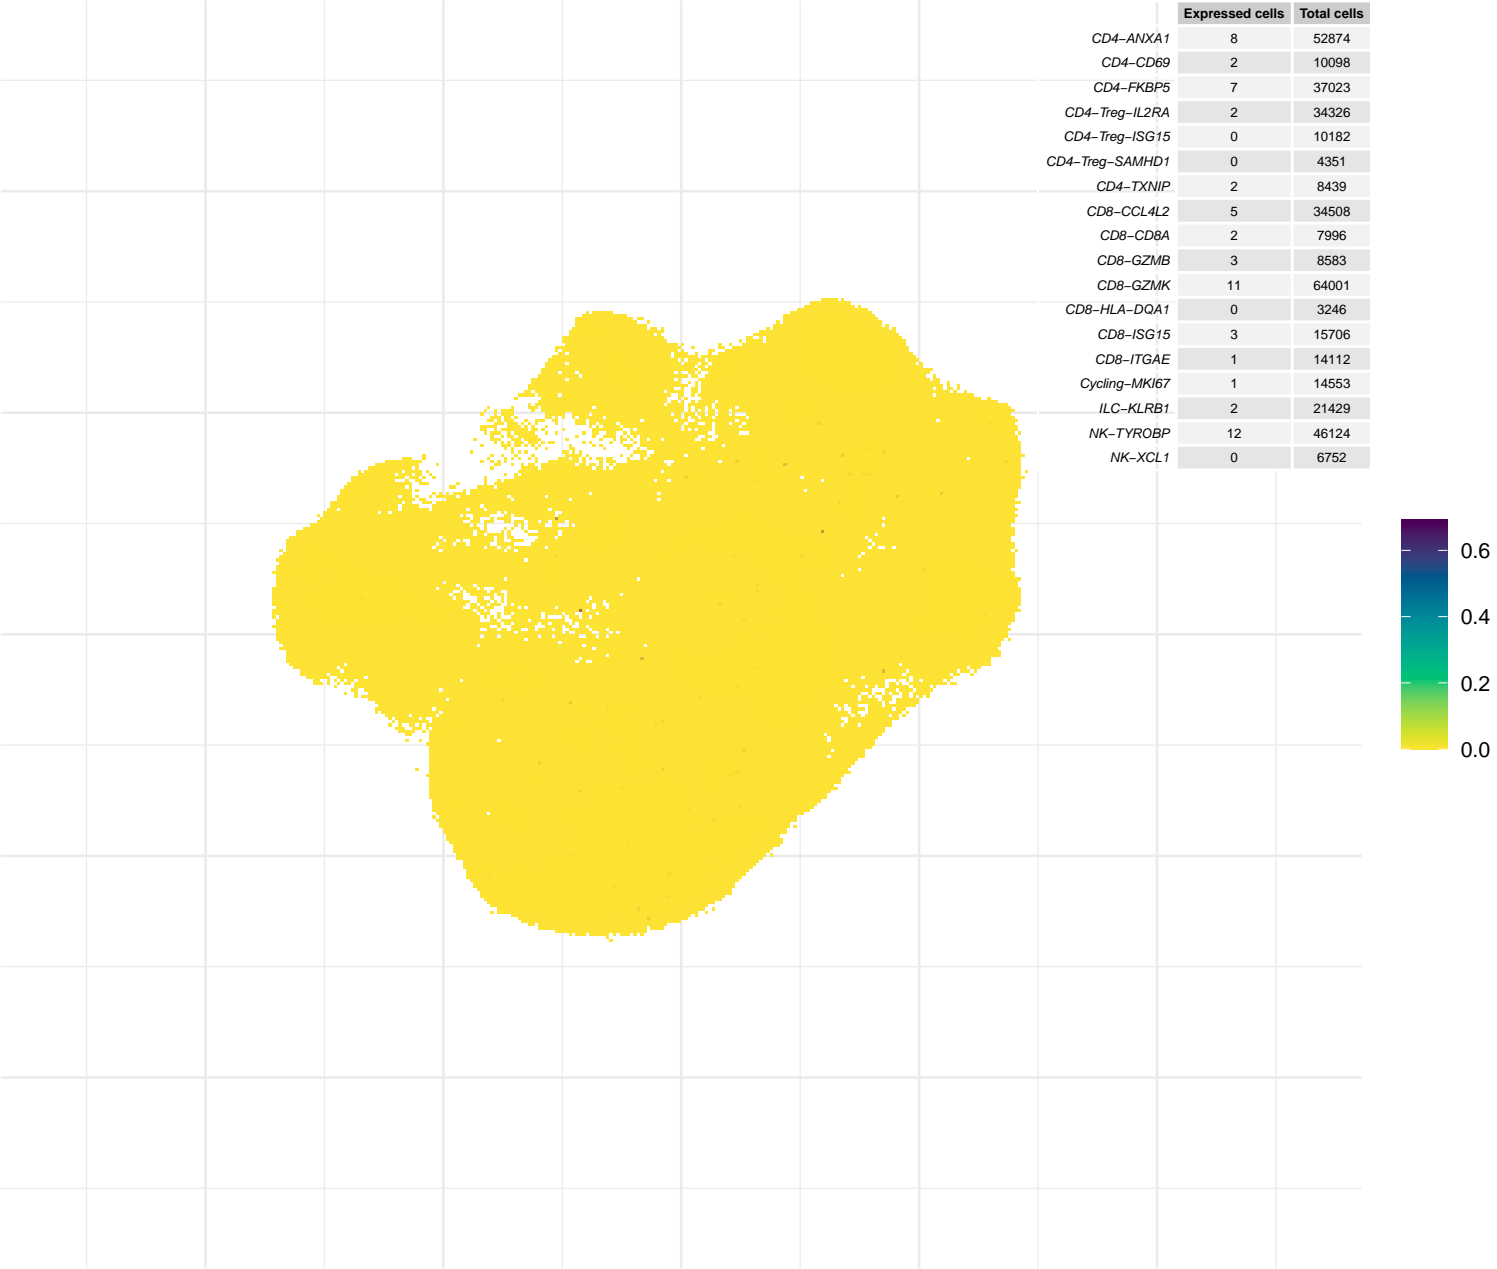 Expressed cells Total cells
CD4−ANXA1 8 52874
CD4−CD69 2 10098
CD4−FKBP5 7 37023
CD4−Treg−IL2RA 2 34326
CD4−Treg−ISG15 0 10182
CD4−Treg−SAMHD1 0 4351
CD4−TXNIP 2 8439
CD8−CCL4L2 5 34508
CD8−CD8A 2 7996
CD8−GZMB 3 8583
CD8−GZMK 11 64001
CD8−HLA−DQA1 0 3246
CD8−ISG15 3 15706
CD8−ITGAE 1 14112
Cycling−MKI67 1 14553
ILC−KLRB1 2 21429
NK−TYROBP 12 46124
NK−XCL1 0 6752
0.6
0.4
0.2
0.0